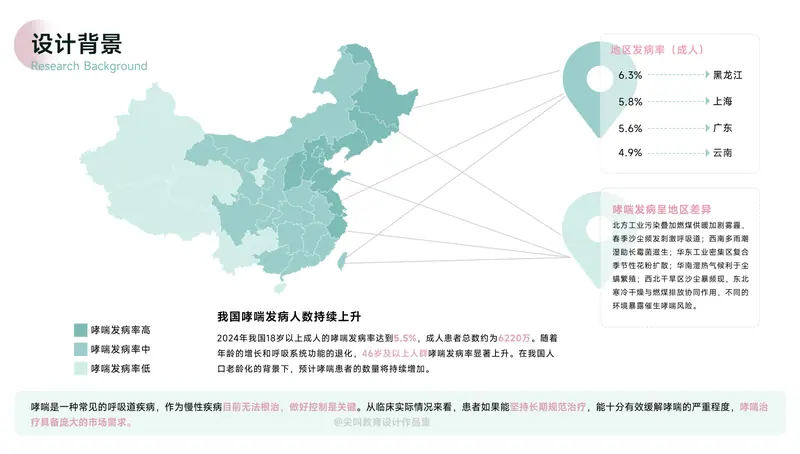 设计背景
Research Background
地区发病率（成人）
6.3% 黑龙江
5.8% 上海
5.6% 广东
4.9% 云南
哮喘发病呈地区差异
北方工业污染叠加燃煤供暖加剧雾霾，
春季沙尘频发刺激呼吸道；西南多雨潮
湿助长霉菌滋生；华东工业密集区复合
季节性花粉扩散；华南湿热气候利于尘
螨繁殖；西北干旱区沙尘暴频现，东北
寒冷干燥与燃煤排放协同作用，不同的
环境暴露催生哮喘风险。
哮喘发病率高
哮喘发病率中
哮喘发病率低
我国哮喘发病人数持续上升
2024年我国18岁以上成人的哮喘发病率达到5.5%，成人患者总数约为6220万。随着
年龄的增长和呼吸系统功能的退化，46岁及以上人群哮喘发病率显著上升。在我国人
口老龄化的背景下，预计哮喘患者的数量将持续增加。
哮喘是一种常见的呼吸道疾病，作为慢性疾病目前无法根治，做好控制是关键。从临床实际情况来看，患者如果能坚持长期规范治疗，能十分有效缓解哮喘的严重程度，哮喘治
疗具备庞大的市场需求。
@尖叫教育设计作品集